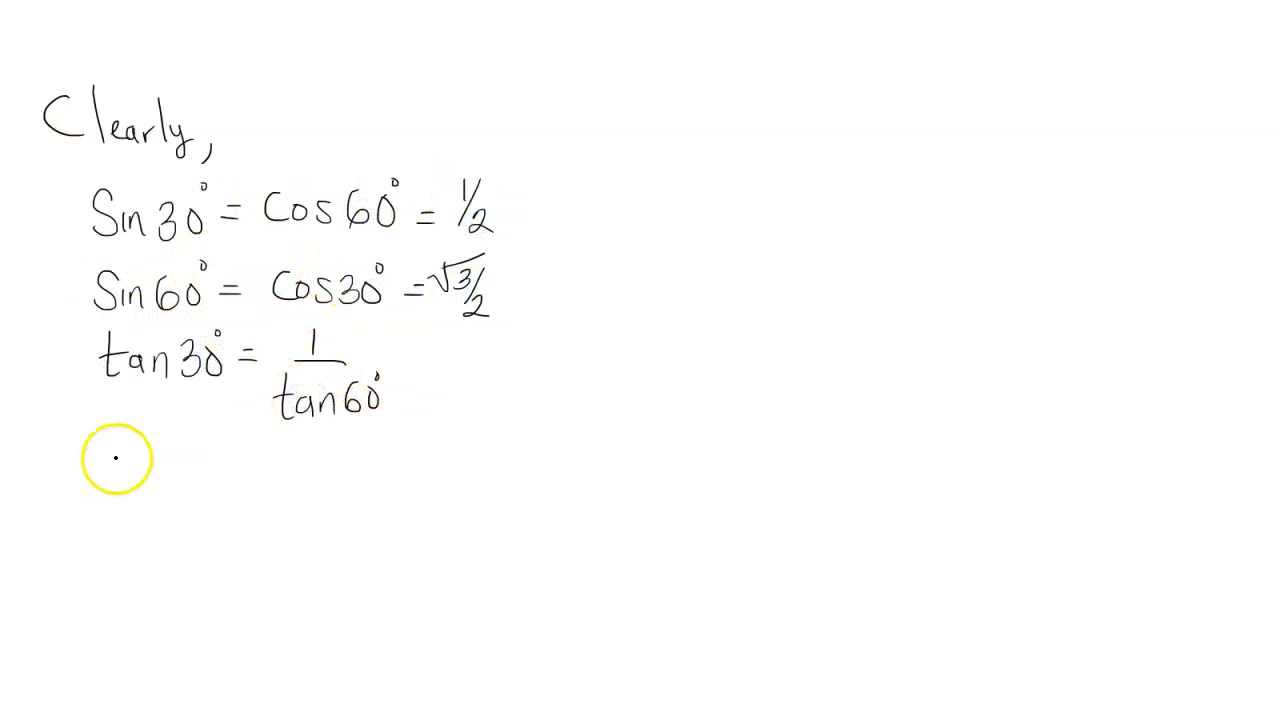 Clearly,
Sin 30° = Cos 60° = 1/2
Sin 60° = Cos 30° = √3/2
tan 30° = 1/tan 60°